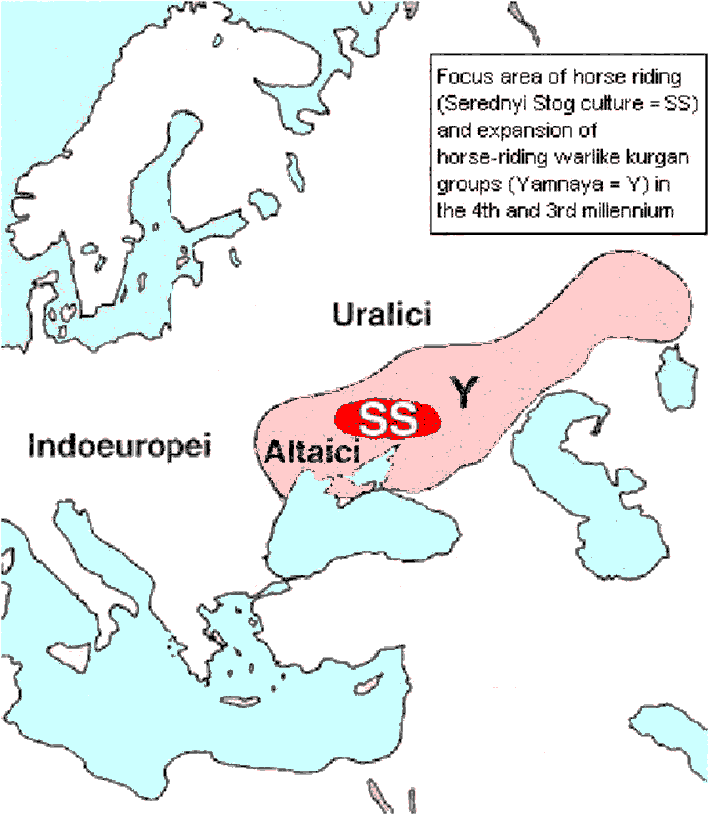 Focus area of horse riding
(Serednyi Stog culture = SS)
and expansion of
horse-riding warlike kurgan
groups (Yamnaya = Y) in
the 4th and 3rd millennium
Uralici
Y
SS
Indoeuropei
Altaici